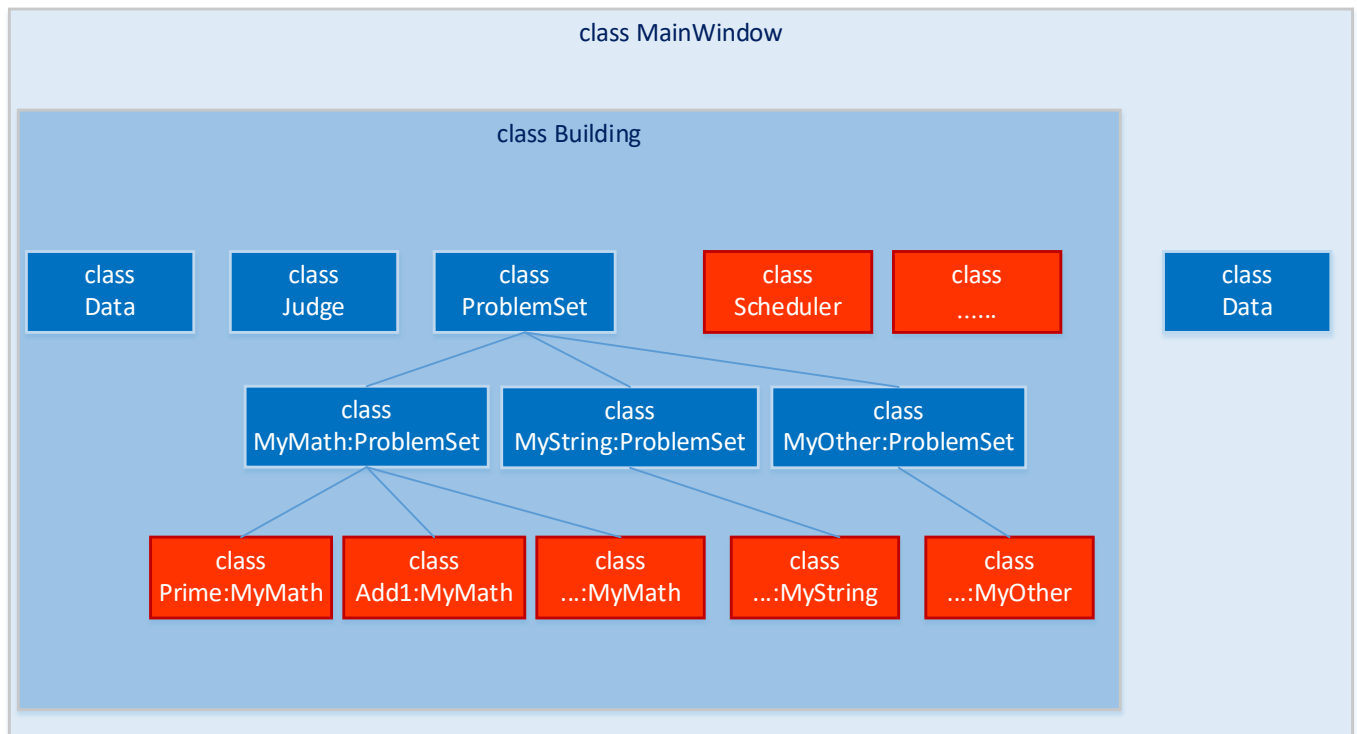 class MainWindow
class Building
class
Data
class
Judge
class
ProblemSet
class
Scheduler
class
......
class
Data
class
MyMath:ProblemSet
class
MyString:ProblemSet
class
MyOther:ProblemSet
class
Prime:MyMath
class
Add1:MyMath
class
...:MyMath
class
...:MyString
class
...:MyOther